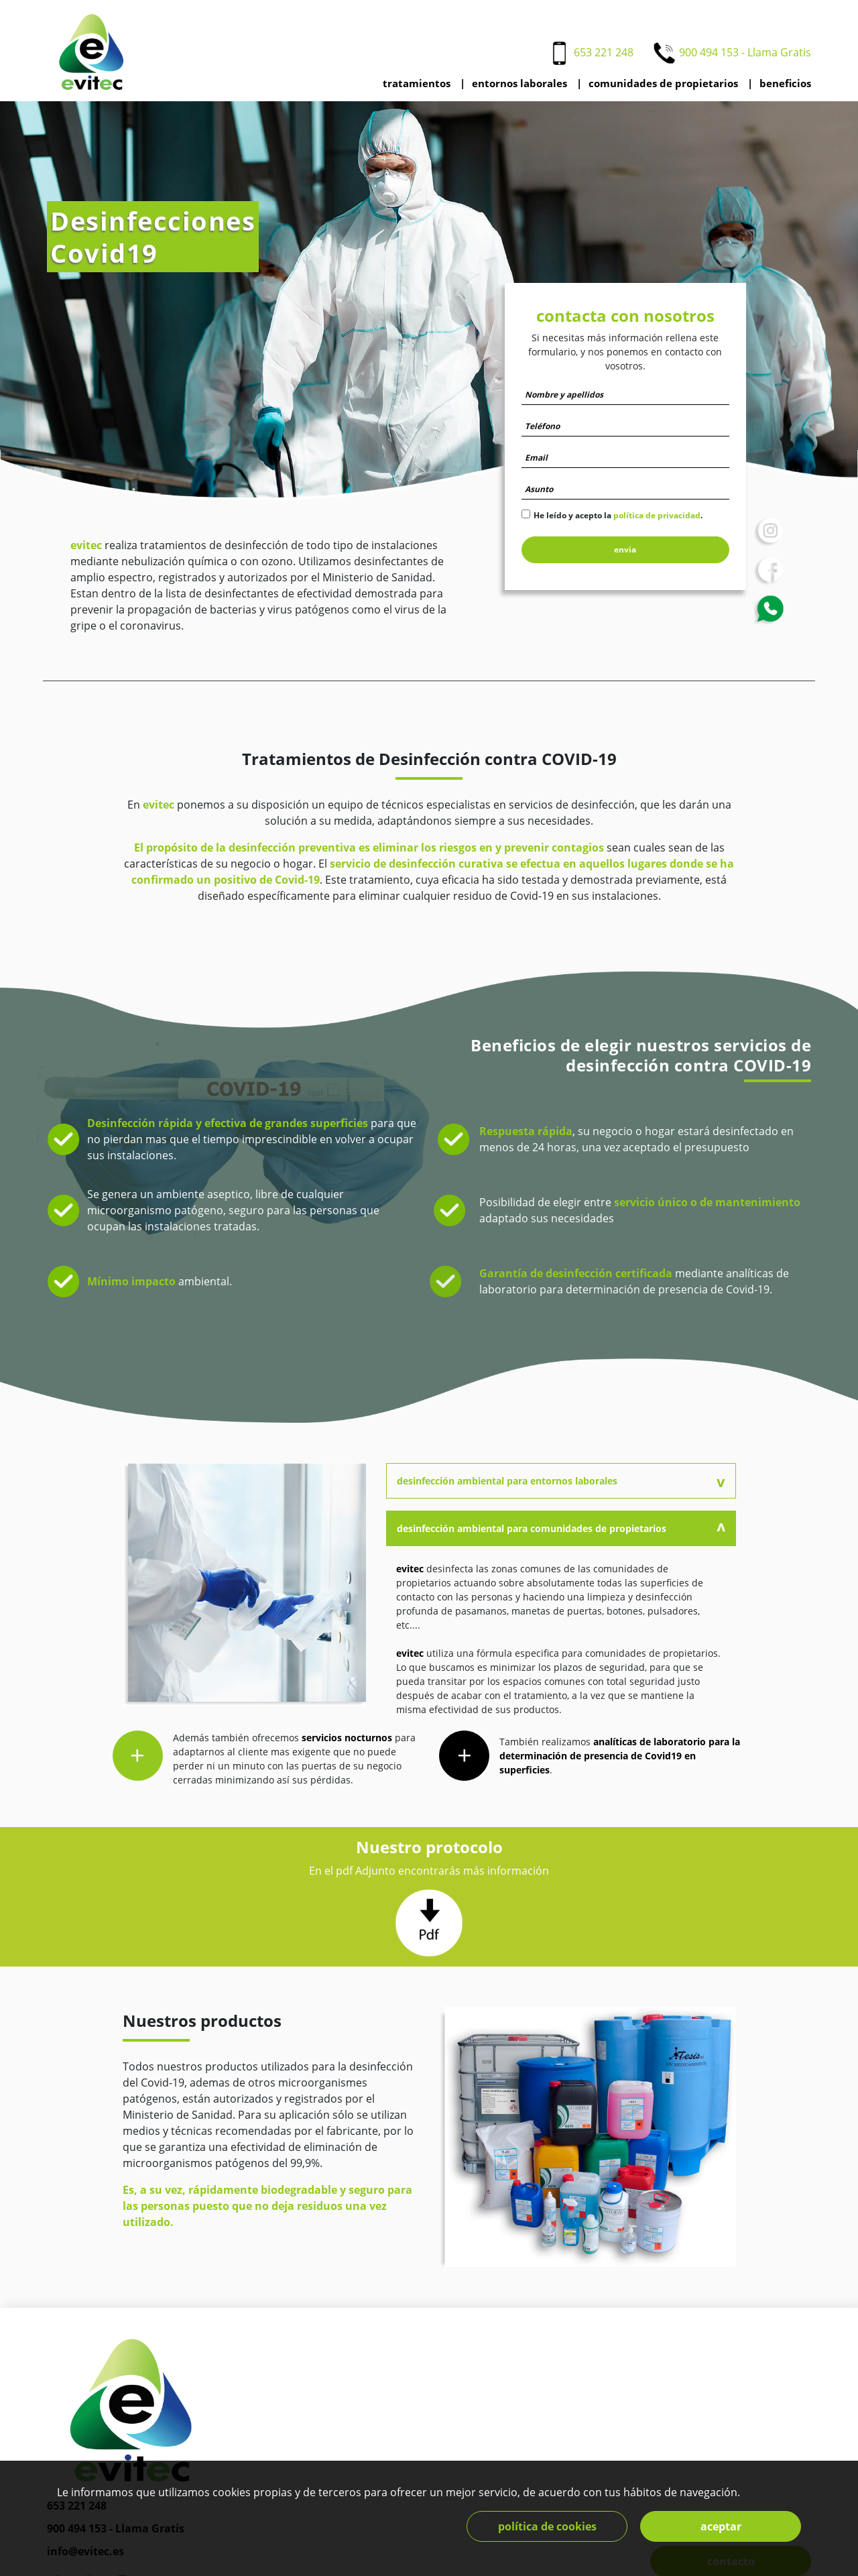 evitec
653 221 248
900 494 153 - Llama Gratis
tratamientos | entornos laborales | comunidades de propietarios | beneficios
Desinfecciones
Covid19
contacta con nosotros
Si necesitas más información rellena este
formulario, y nos ponemos en contacto con
vosotros.
Nombre y apellidos
Teléfono
Email
Asunto
He leído y acepto la política de privacidad.
envia
evitec realiza tratamientos de desinfección de todo tipo de instalaciones
mediante nebulización química o con ozono. Utilizamos desinfectantes de
amplio espectro, registrados y autorizados por el Ministerio de Sanidad.
Estan dentro de la lista de desinfectantes de efectividad demostrada para
prevenir la propagación de bacterias y virus patógenos como el virus de la
gripe o el coronavirus.
Tratamientos de Desinfección contra COVID-19
En evitec ponemos a su disposición un equipo de técnicos especialistas en servicios de desinfección, que les darán una
solución a su medida, adaptándonos siempre a sus necesidades.
El propósito de la desinfección preventiva es eliminar los riesgos en y prevenir contagios sean cuales sean de las
características de su negocio o hogar. El servicio de desinfección curativa se efectua en aquellos lugares donde se ha
confirmado un positivo de Covid-19. Este tratamiento, cuya eficacia ha sido testada y demostrada previamente, está
diseñado específicamente para eliminar cualquier residuo de Covid-19 en sus instalaciones.
Beneficios de elegir nuestros servicios de
desinfección contra COVID-19
COVID-19
Desinfección rápida y efectiva de grandes superficies para que
no pierdan mas que el tiempo imprescindible en volver a ocupar
sus instalaciones.
Respuesta rápida, su negocio o hogar estará desinfectado en
menos de 24 horas, una vez aceptado el presupuesto
Se genera un ambiente aseptico, libre de cualquier
microorganismo patógeno, seguro para las personas que
ocupan las instalaciones tratadas.
Posibilidad de elegir entre servicio único o de mantenimiento
adaptado sus necesidades
Mínimo impacto ambiental.
Garantía de desinfección certificada mediante analíticas de
laboratorio para determinación de presencia de Covid-19.
desinfección ambiental para entornos laborales
desinfección ambiental para comunidades de propietarios
evitec desinfecta las zonas comunes de las comunidades de
propietarios actuando sobre absolutamente todas las superficies de
contacto con las personas y haciendo una limpieza y desinfección
profunda de pasamanos, manetas de puertas, botones, pulsadores,
etc....
evitec utiliza una fórmula especifica para comunidades de propietarios.
Lo que buscamos es minimizar los plazos de seguridad, para que se
pueda transitar por los espacios comunes con total seguridad justo
después de acabar con el tratamiento, a la vez que se mantiene la
misma efectividad de sus productos.
+
Además también ofrecemos servicios nocturnos para
adaptarnos al cliente mas exigente que no puede
perder ni un minuto con las puertas de su negocio
cerradas minimizando así sus pérdidas.
+
También realizamos analíticas de laboratorio para la
determinación de presencia de Covid19 en
superficies.
Nuestro protocolo
En el pdf Adjunto encontrarás más información
Pdf
Nuestros productos
Todos nuestros productos utilizados para la desinfección
del Covid-19, ademas de otros microorganismes
patógenos, están autorizados y registrados por el
Ministerio de Sanidad. Para su aplicación sólo se utilizan
medios y técnicas recomendadas por el fabricante, por lo
que se garantiza una efectividad de eliminación de
microorganismos patógenos del 99,9%.
Es, a su vez, rápidamente biodegradable y seguro para
las personas puesto que no deja residuos una vez
utilizado.
evitec
Le informamos que utilizamos cookies propias y de terceros para ofrecer un mejor servicio, de acuerdo con tus hábitos de navegación.
653 221 248
política de cookies
aceptar
900 494 153 - Llama Gratis
info@evitec.es
contacto